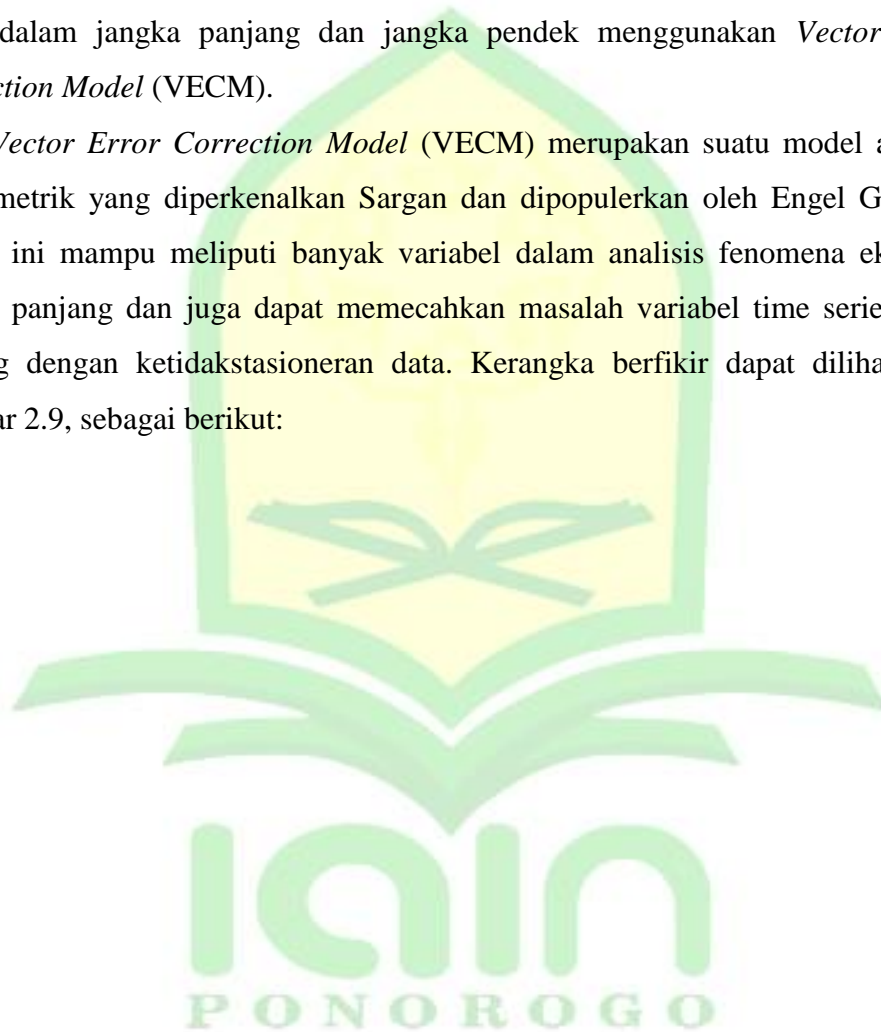 dalam jangka panjang dan jangka pendek menggunakan Vector
ction Model (VECM).
Vector Error Correction Model (VECM) merupakan suatu model a
metrik yang diperkenalkan Sargan dan dipopulerkan oleh Engel G
ini mampu meliputi banyak variabel dalam analisis fenomena ek
panjang dan juga dapat memecahkan masalah variabel time serie
g dengan ketidakstasioneran data. Kerangka berfikir dapat diliha
ar 2.9, sebagai berikut:
iain
PONOROGO